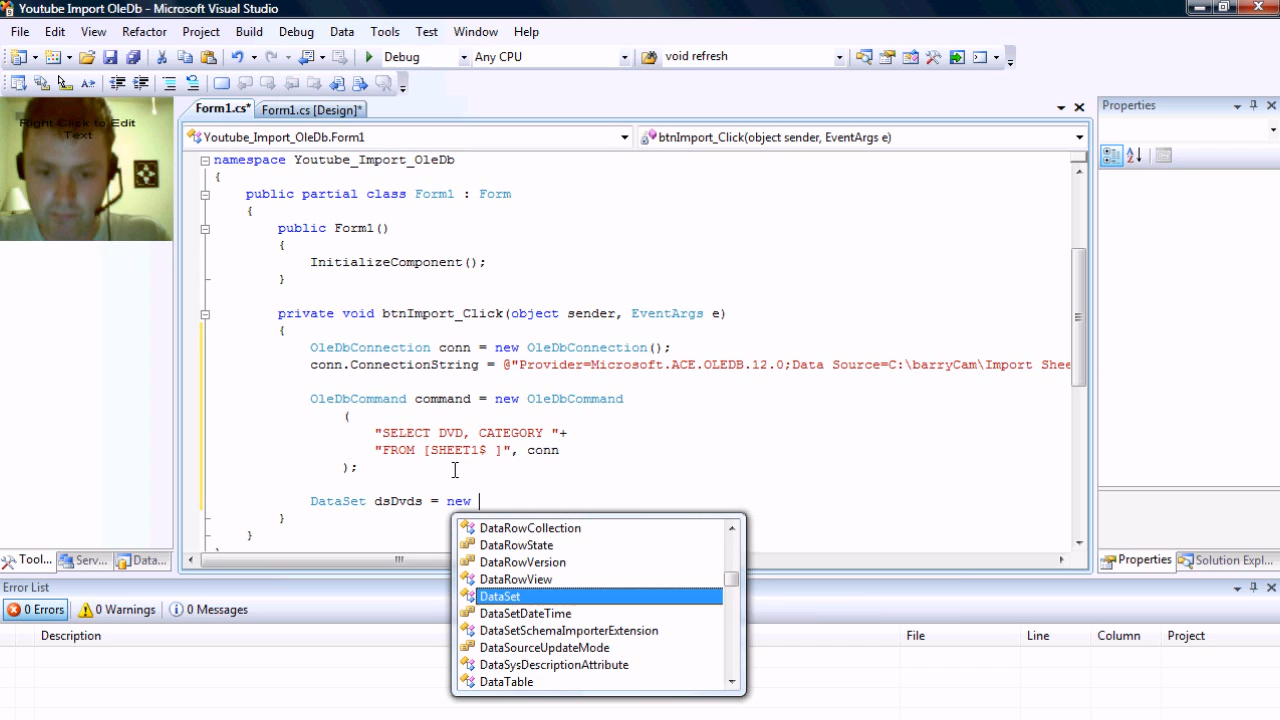 Youtube Import OleDb - Microsoft Visual Studio
File Edit View Refactor Project Build Debug Data Tools Test Window Help
Debug Any CPU void refresh
Right Click to Edit
Text
Form1.cs* Form1.cs [Design]*
Youtube_Import_OleDb.Form1 btnImport_Click(object sender, EventArgs e)
namespace Youtube_Import_OleDb
{
public partial class Form1 : Form
{
public Form1()
{
InitializeComponent();
}
private void btnImport_Click(object sender, EventArgs e)
{
OleDbConnection conn = new OleDbConnection();
conn.ConnectionString = @"Provider=Microsoft.ACE.OLEDB.12.0;Data Source=C:\barryCam\Import Shee
OleDbCommand command = new OleDbCommand
(
"SELECT DVD, CATEGORY "+
"FROM [SHEET1$ ]", conn
);
DataSet dsDvds = new
}
}
DataRowCollection
DataRowState
DataRowVersion
DataRowView
DataSet
DataSetDateTime
DataSetSchemaImporterExtension
DataSourceUpdateMode
DataSysDescriptionAttribute
DataTable
Properties
Tool... Serv... Data...
Properties Solution Expl...
Error List
0 Errors 0 Warnings 0 Messages
Description File Line Column Project